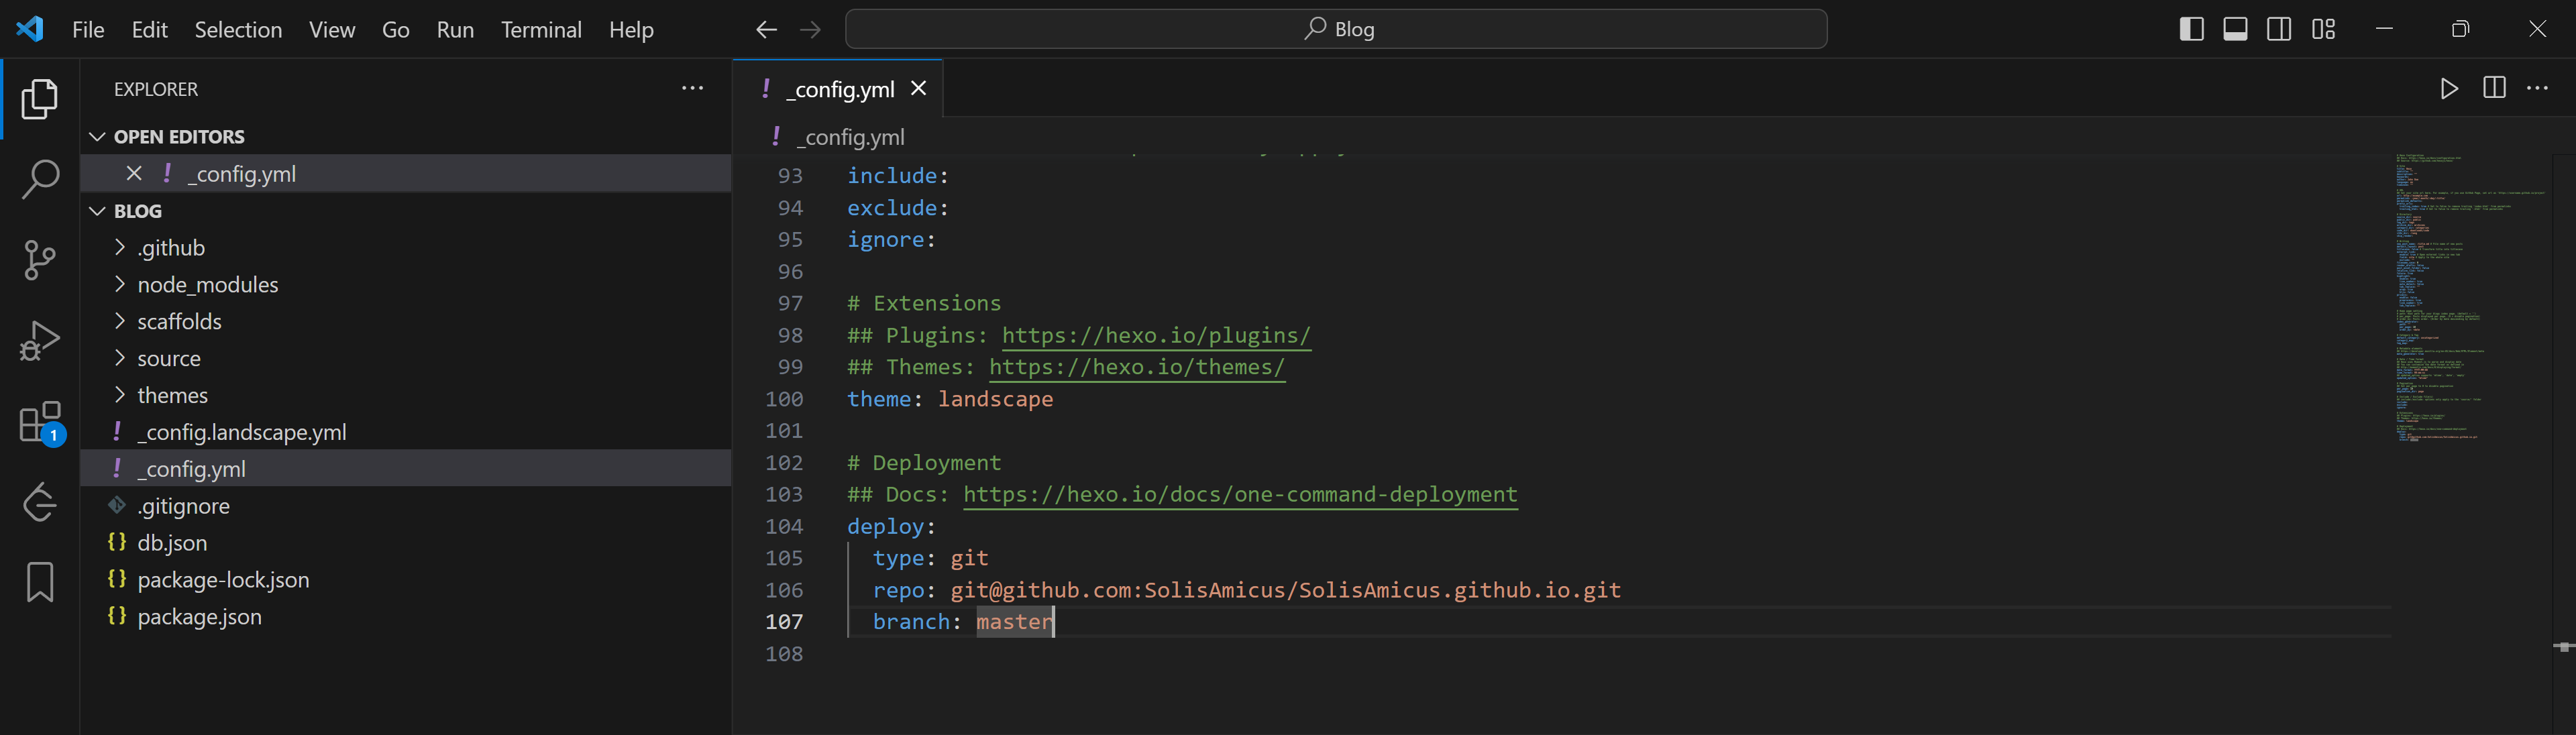 File Edit Selection View Go Run Terminal Help
Blog
EXPLORER
OPEN EDITORS
! _config.yml
BLOG
.github
node_modules
scaffolds
source
themes
! _config.landscape.yml
! _config.yml
.gitignore
{} db.json
{} package-lock.json
{} package.json
1
! _config.yml
! _config.yml
93 include:
94 exclude:
95 ignore:
96
97 # Extensions
98 ## Plugins: https://hexo.io/plugins/
99 ## Themes: https://hexo.io/themes/
100 theme: landscape
101
102 # Deployment
103 ## Docs: https://hexo.io/docs/one-command-deployment
104 deploy:
105 type: git
106 repo: git@github.com:SolisAmicus/SolisAmicus.github.io.git
107 branch: master
108